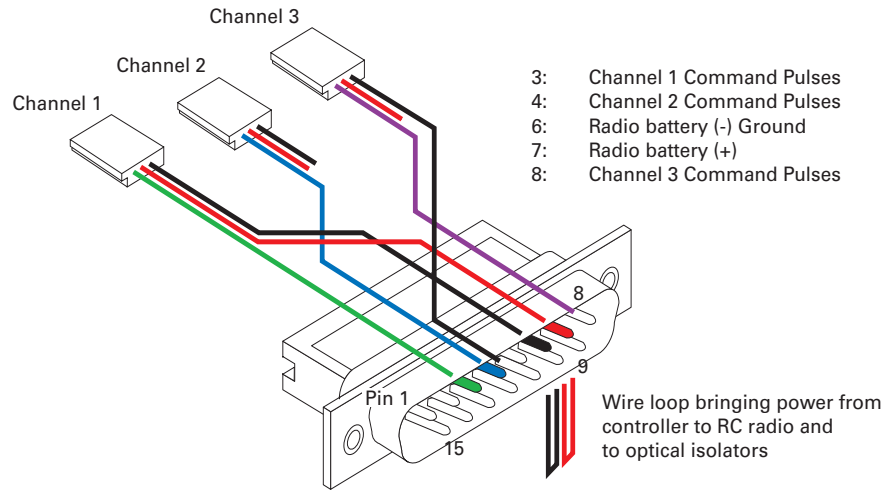 Channel 3
Channel 2
Channel 1
3: Channel 1 Command Pulses
4: Channel 2 Command Pulses
6: Radio battery (-) Ground
7: Radio battery (+)
8: Channel 3 Command Pulses
8
9
Pin 1
15
Wire loop bringing power from
controller to RC radio and
to optical isolators